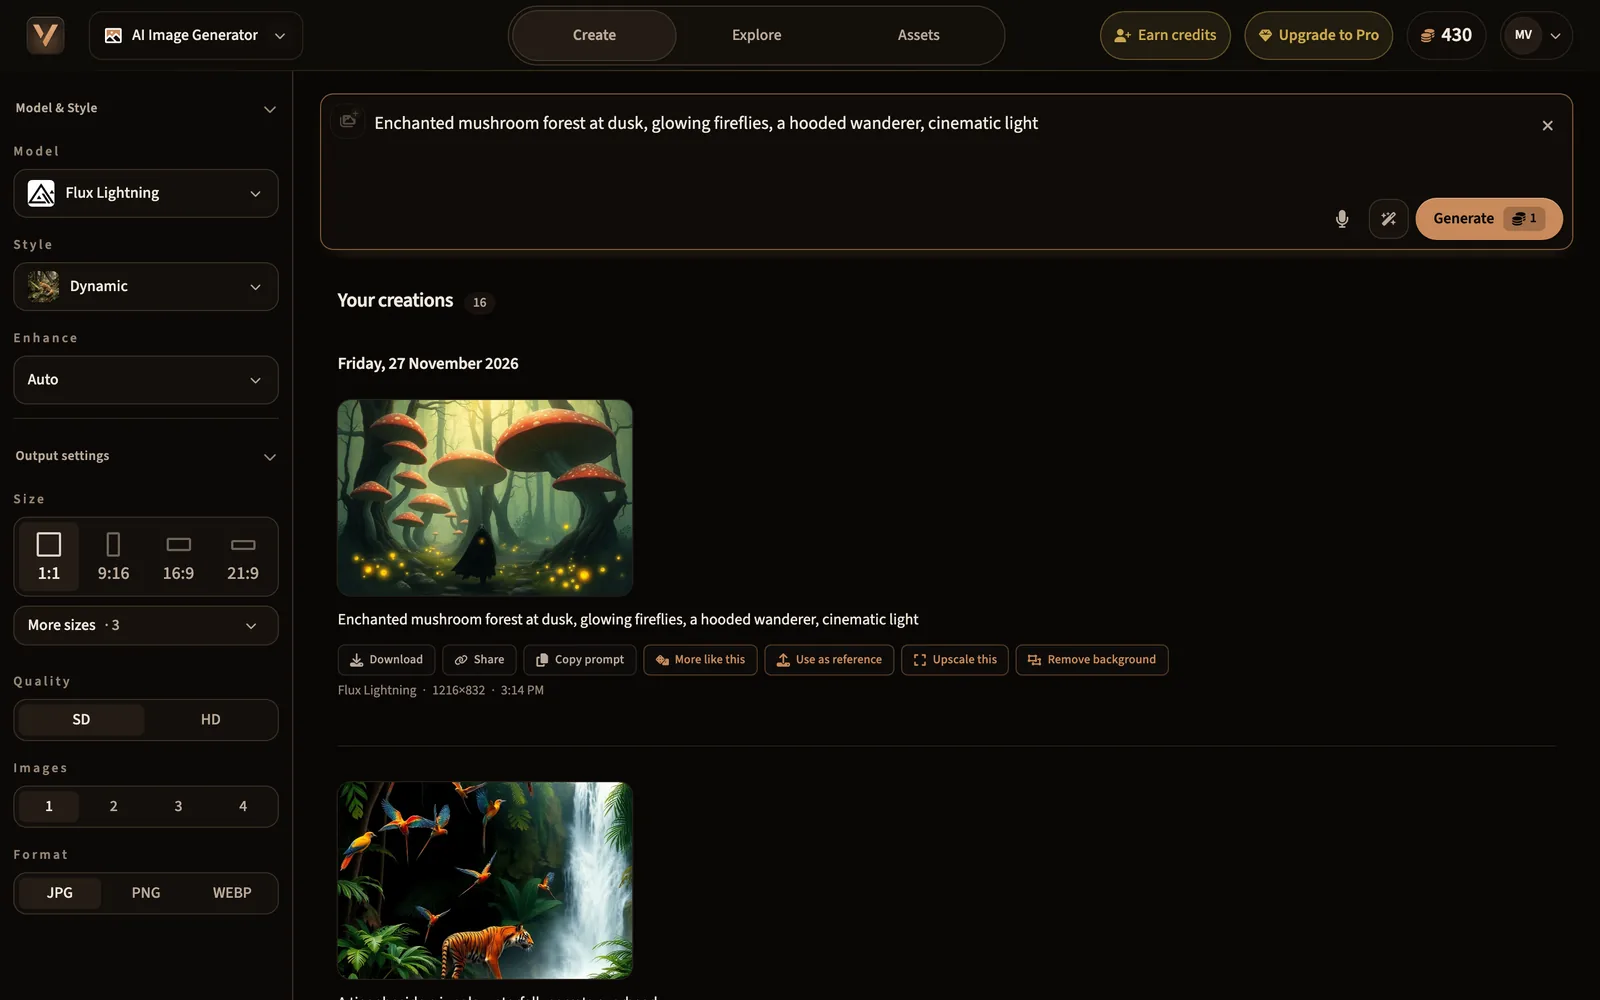 AI Image Generator
Create
Explore
Assets
Earn credits
Upgrade to Pro
430
MV
Model & Style
Model
Flux Lightning
Style
Dynamic
Enhance
Auto
Output settings
Size
1:1
9:16
16:9
21:9
More sizes · 3
Quality
SD
HD
Images
1
2
3
4
Format
JPG
PNG
WEBP
Enchanted mushroom forest at dusk, glowing fireflies, a hooded wanderer, cinematic light
Generate 1
Your creations 16
Friday, 27 November 2026
Enchanted mushroom forest at dusk, glowing fireflies, a hooded wanderer, cinematic light
Download
Share
Copy prompt
More like this
Use as reference
Upscale this
Remove background
Flux Lightning · 1216×832 · 3:14 PM